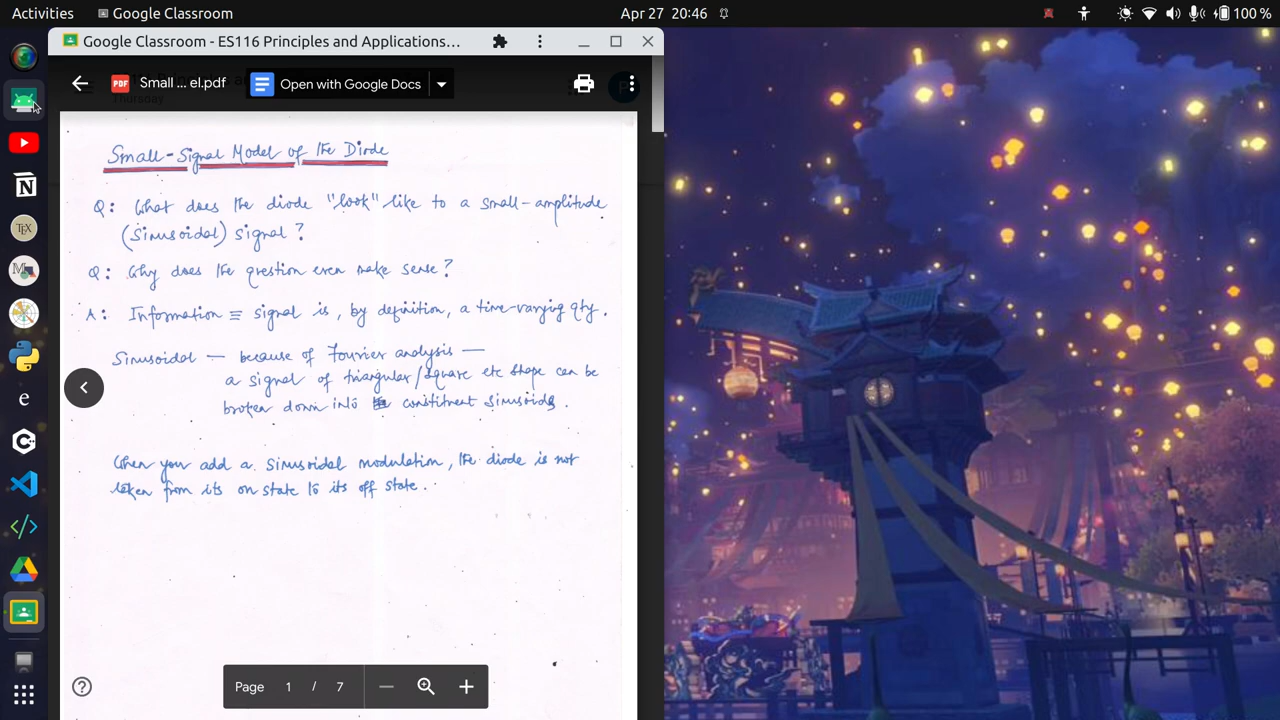 Activities
Google Classroom
Apr 27 20:46
100 %
Google Classroom - ES116 Principles and Applications…
PDF
Small ... el.pdf
Open with Google Docs
Small-Signal Model of the Diode
Q: What does the diode "look" like to a small-amplitude
(Sinusoidal) signal?
Q: Why does the question even make sense?
A: Information ≡ signal is, by definition, a time-varying qty.
Sinusoidal — because of Fourier analysis —
a signal of triangular/square etc shape can be
broken down into constituent sinusoids.
When you add a sinusoidal modulation, the diode is not
taken from its on state to its off state.
Page 1 / 7